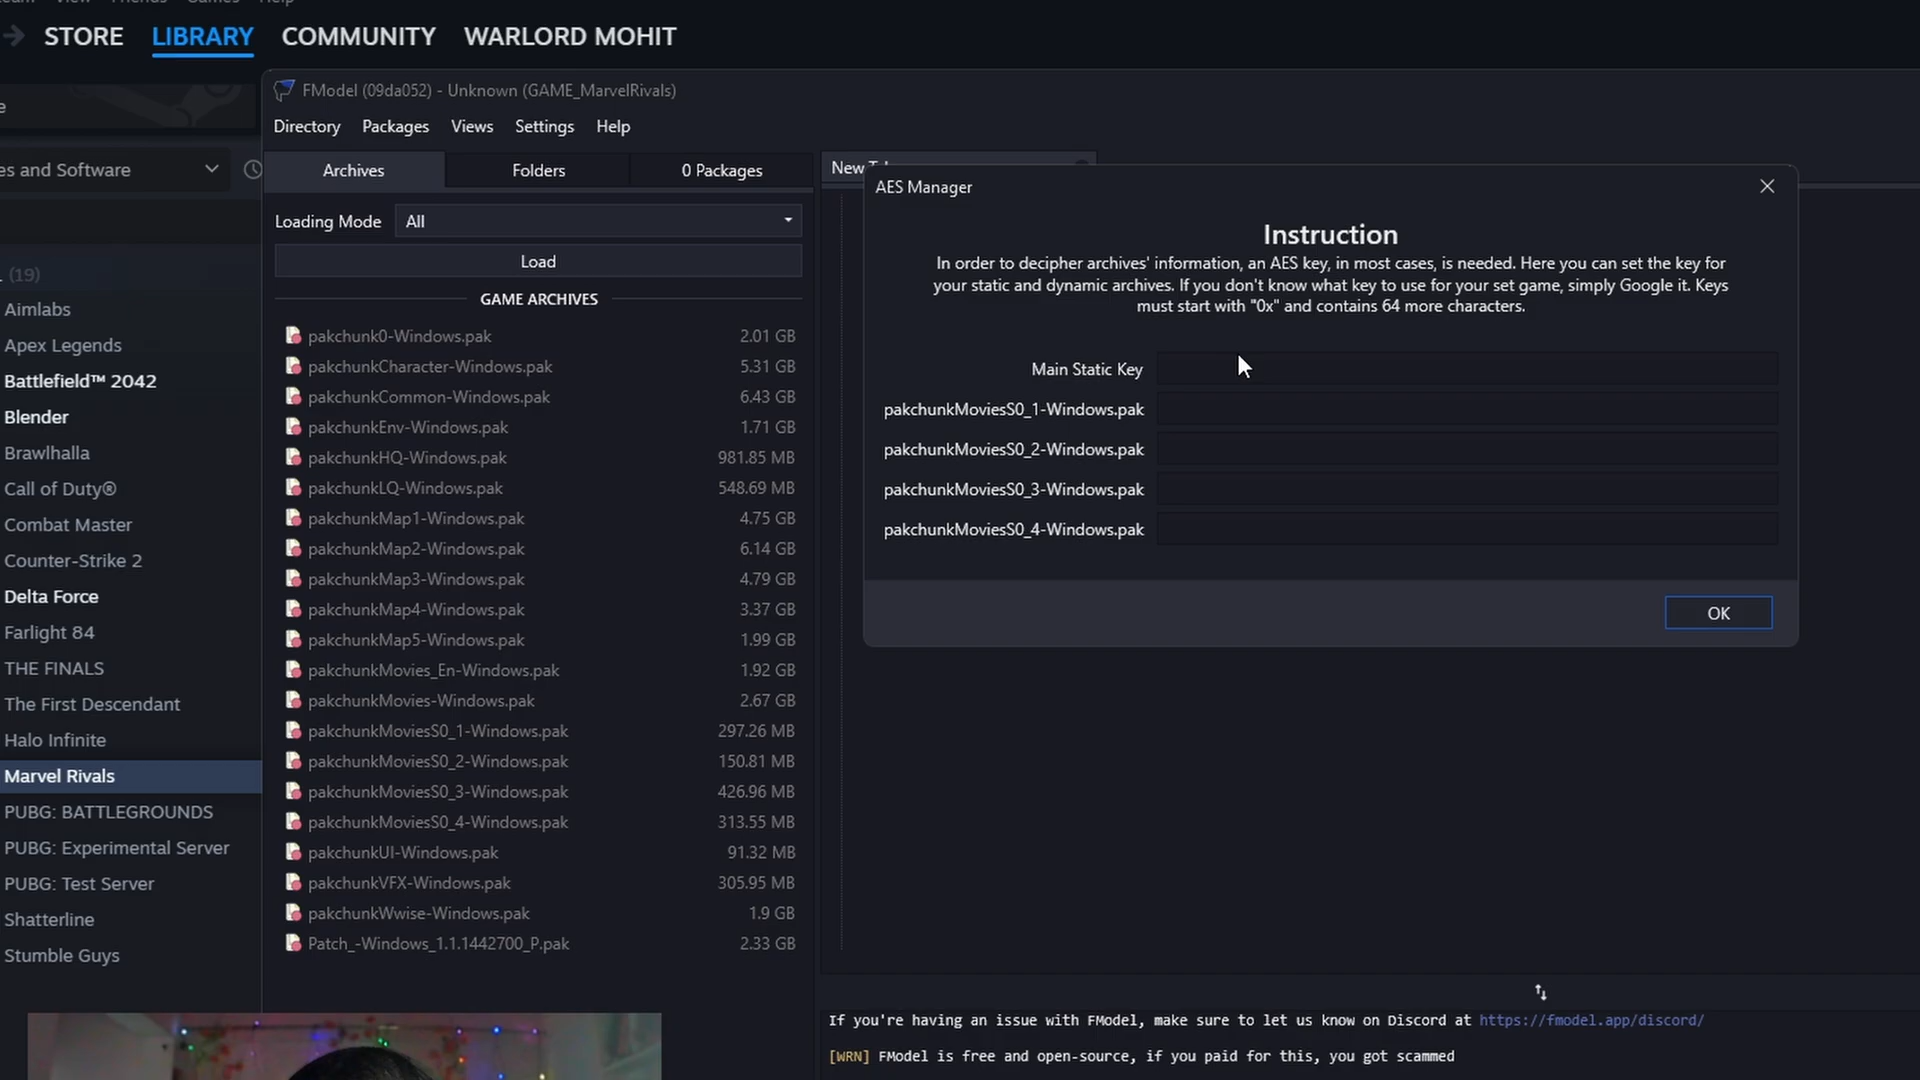 View Friends Games Help
STORE LIBRARY COMMUNITY WARLORD MOHIT
FModel (09da052) - Unknown (GAME_MarvelRivals)
Directory Packages Views Settings Help
Archives Folders 0 Packages
New
es and Software
Loading Mode All
Load
GAME ARCHIVES
pakchunk0-Windows.pak 2.01 GB
pakchunkCharacter-Windows.pak 5.31 GB
pakchunkCommon-Windows.pak 6.43 GB
pakchunkEnv-Windows.pak 1.71 GB
pakchunkHQ-Windows.pak 981.85 MB
pakchunkLQ-Windows.pak 548.69 MB
pakchunkMap1-Windows.pak 4.75 GB
pakchunkMap2-Windows.pak 6.14 GB
pakchunkMap3-Windows.pak 4.79 GB
pakchunkMap4-Windows.pak 3.37 GB
pakchunkMap5-Windows.pak 1.99 GB
pakchunkMovies_En-Windows.pak 1.92 GB
pakchunkMovies-Windows.pak 2.67 GB
pakchunkMoviesS0_1-Windows.pak 297.26 MB
pakchunkMoviesS0_2-Windows.pak 150.81 MB
pakchunkMoviesS0_3-Windows.pak 426.96 MB
pakchunkMoviesS0_4-Windows.pak 313.55 MB
pakchunkUI-Windows.pak 91.32 MB
pakchunkVFX-Windows.pak 305.95 MB
pakchunkWwise-Windows.pak 1.9 GB
Patch_-Windows_1.1.1442700_P.pak 2.33 GB
(19)
Aimlabs
Apex Legends
Battlefield™ 2042
Blender
Brawlhalla
Call of Duty®
Combat Master
Counter-Strike 2
Delta Force
Farlight 84
THE FINALS
The First Descendant
Halo Infinite
Marvel Rivals
PUBG: BATTLEGROUNDS
PUBG: Experimental Server
PUBG: Test Server
Shatterline
Stumble Guys
AES Manager
Instruction
In order to decipher archives' information, an AES key, in most cases, is needed. Here you can set the key for
your static and dynamic archives. If you don't know what key to use for your set game, simply Google it. Keys
must start with "0x" and contains 64 more characters.
Main Static Key
pakchunkMoviesS0_1-Windows.pak
pakchunkMoviesS0_2-Windows.pak
pakchunkMoviesS0_3-Windows.pak
pakchunkMoviesS0_4-Windows.pak
OK
If you're having an issue with FModel, make sure to let us know on Discord at https://fmodel.app/discord/
[WRN] FModel is free and open-source, if you paid for this, you got scammed